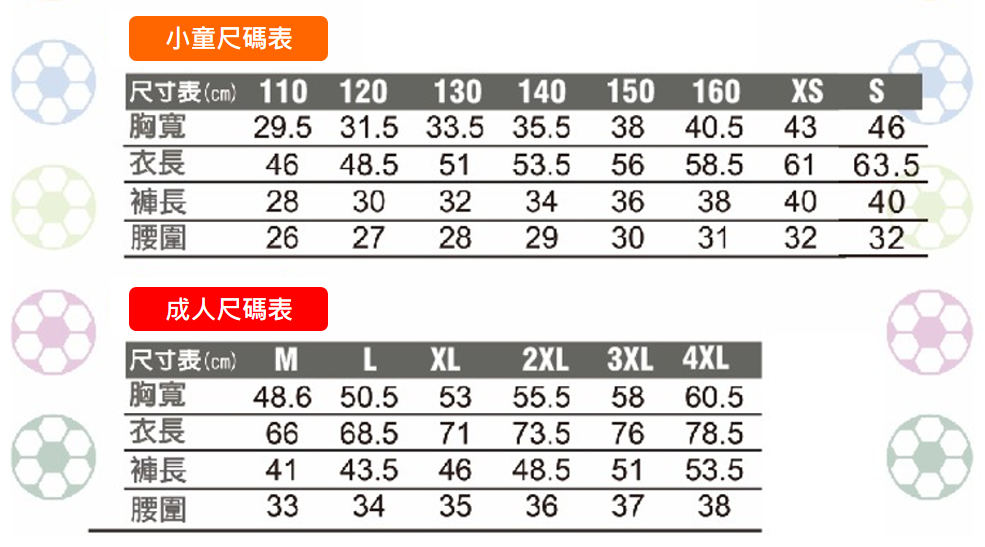 小童尺碼表
尺寸表(cm) 110 120 130 140 150 160 XS S
胸寬 29.5 31.5 33.5 35.5 38 40.5 43 46
衣長 46 48.5 51 53.5 56 58.5 61 63.5
褲長 28 30 32 34 36 38 40 40
腰圍 26 27 28 29 30 31 32 32
成人尺碼表
尺寸表(cm) M L XL 2XL 3XL 4XL
胸寬 48.6 50.5 53 55.5 58 60.5
衣長 66 68.5 71 73.5 76 78.5
褲長 41 43.5 46 48.5 51 53.5
腰圍 33 34 35 36 37 38